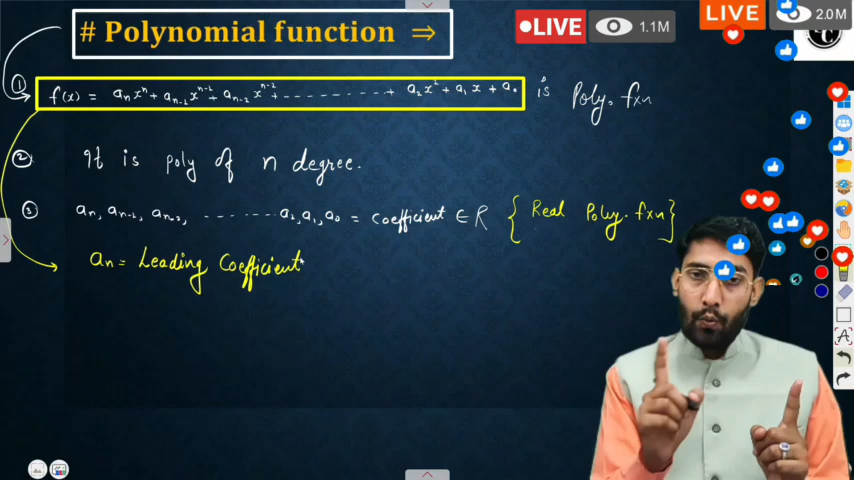 # Polynomial function ⇒
LIVE
1.1M
LIVE
2.0M
① f(x) = aₙxⁿ + aₙ₋₁xⁿ⁻¹ + aₙ₋₂xⁿ⁻² + ........... + a₂x² + a₁x + a₀ is Poly. fxn
② It is poly of n degree.
③ aₙ, aₙ₋₁, aₙ₋₂, ........... a₂, a₁, a₀ = coefficient ∈ R { Real Poly. fxn }
aₙ = Leading Coefficient